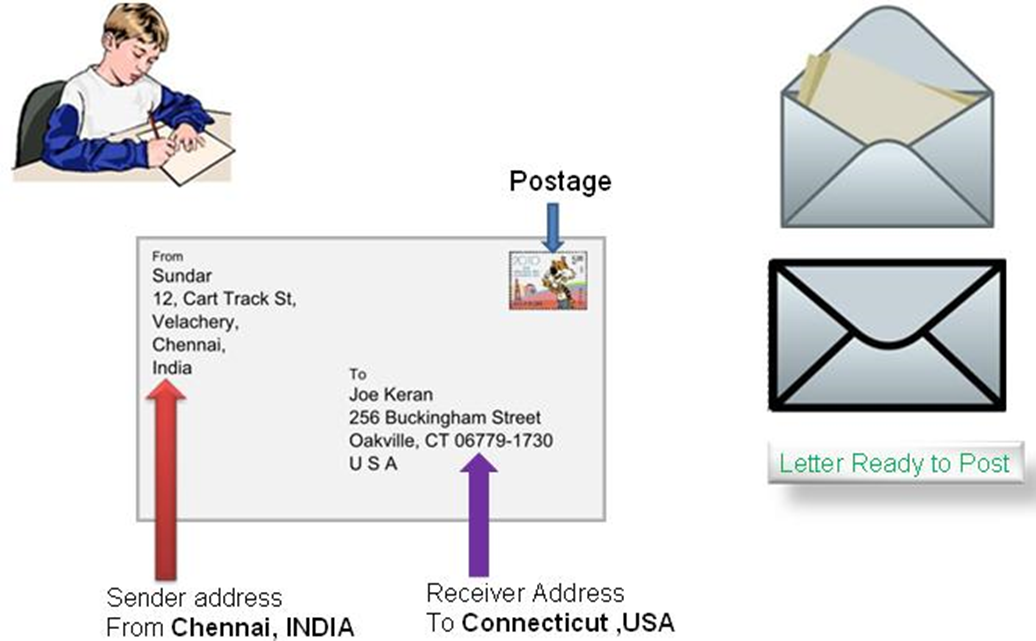 Postage
From
Sundar
12, Cart Track St,
Velachery,
Chennai,
India
2010
To
Joe Keran
256 Buckingham Street
Oakville, CT 06779-1730
U S A
Letter Ready to Post
Sender address
From Chennai, INDIA
Receiver Address
To Connecticut ,USA